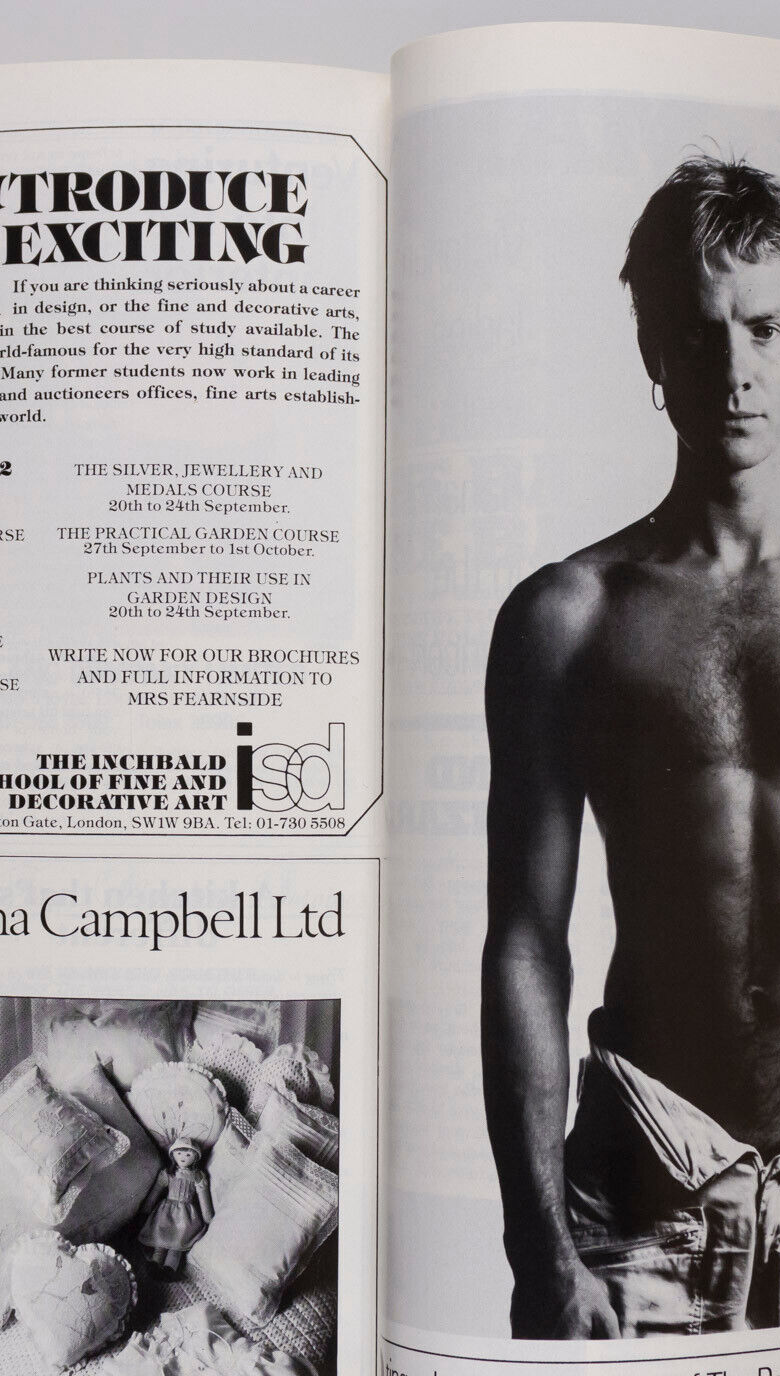 TRODUCE
EXCITING
If you are thinking seriously about a career
in design, or the fine and decorative arts,
in the best course of study available. The
rld-famous for the very high standard of its
Many former students now work in leading
and auctioneers offices, fine arts establish-
world.
2
THE SILVER, JEWELLERY AND
MEDALS COURSE
20th to 24th September.
RSE
THE PRACTICAL GARDEN COURSE
27th September to 1st October.
PLANTS AND THEIR USE IN
GARDEN DESIGN
20th to 24th September.
E
SE
WRITE NOW FOR OUR BROCHURES
AND FULL INFORMATION TO
MRS FEARNSIDE
THE INCHBALD
HOOL OF FINE AND
DECORATIVE ART
isd
ton Gate, London, SW1W 9BA. Tel: 01-730 5508
na Campbell Ltd